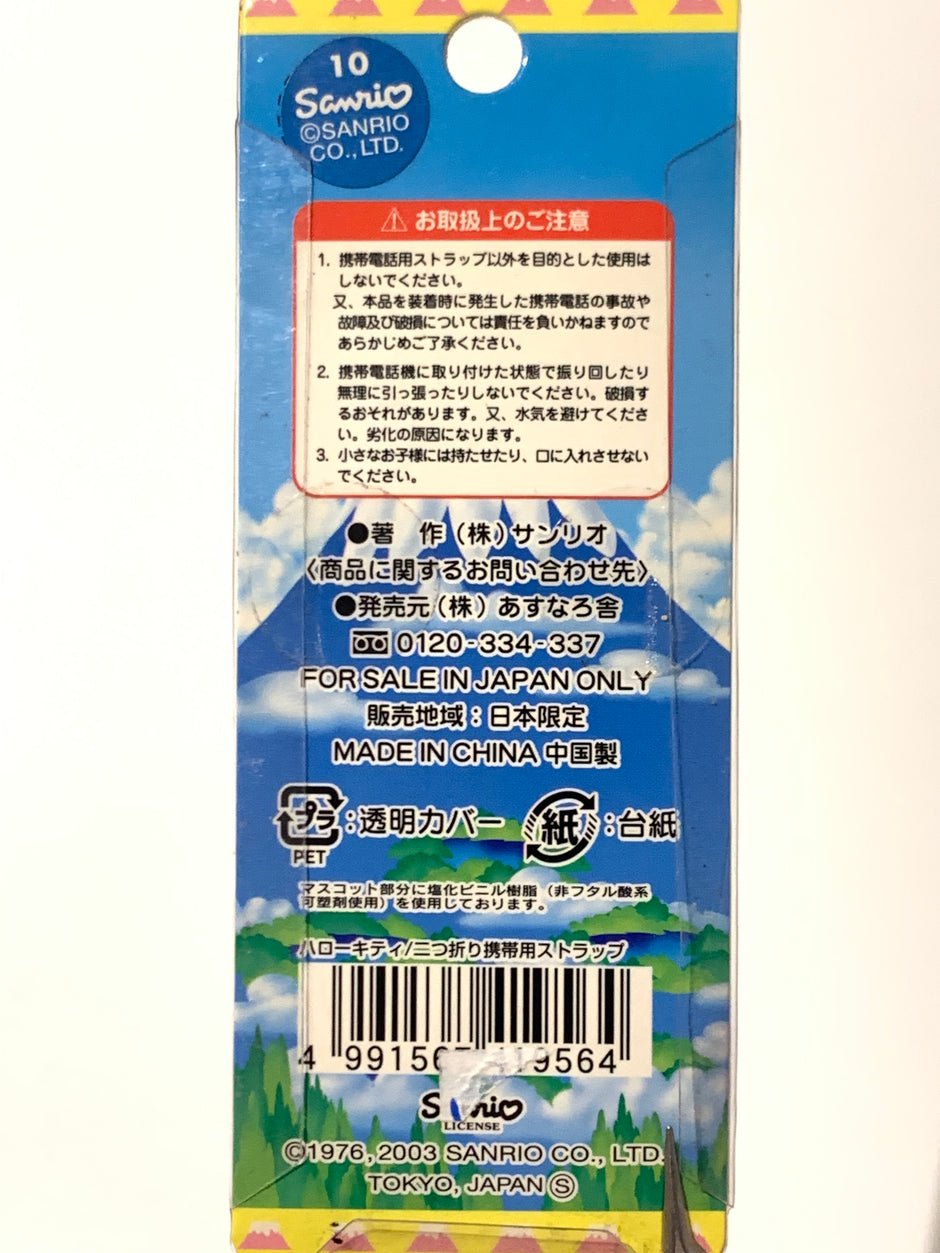 10
Sanrio
©SANRIO
CO., LTD.
⚠ お取扱上のご注意
1. 携帯電話用ストラップ以外を目的とした使用は
しないでください。
又、本品を装着時に発生した携帯電話の事故や
故障及び破損については責任を負いかねますので
あらかじめご了承ください。
2. 携帯電話機に取り付けた状態で振り回したり
無理に引っ張ったりしないでください。破損す
るおそれがあります。又、水気を避けてくださ
い。劣化の原因になります。
3. 小さなお子様には持たせたり、口に入れさせない
でください。
●著 作(株)サンリオ
〈商品に関するお問い合わせ先〉
●発売元(株)あすなろ舎
0120-334-337
FOR SALE IN JAPAN ONLY
販売地域:日本限定
MADE IN CHINA 中国製
プラ:透明カバー 紙:台紙
PET
マスコット部分に塩化ビニル樹脂(非フタル酸系
可塑剤使用)を使用しております。
ハローキティ/三つ折り携帯用ストラップ
4 99156 19564
Sanrio
LICENSE
©1976, 2003 SANRIO CO., LTD.
TOKYO, JAPAN Ⓢ